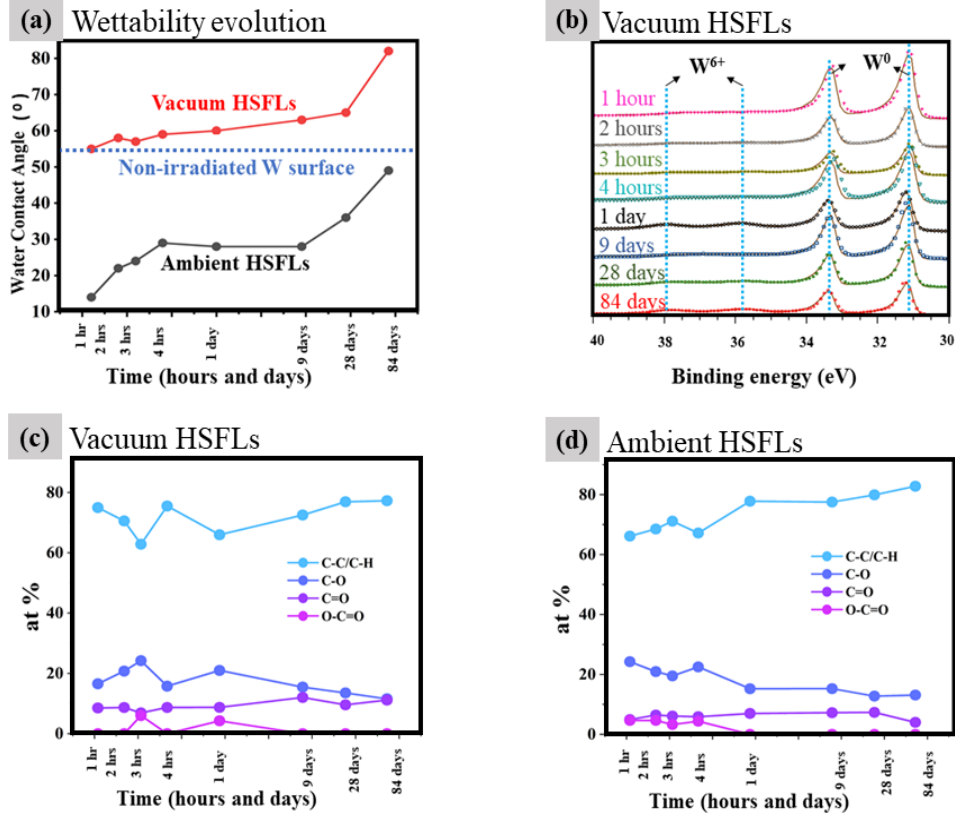 (a) Wettability evolution
80
70
60
50
40
30
20
10
Water Contact Angle (⁰)
Vacuum HSFLs
Non-irradiated W surface
Ambient HSFLs
1 hr
2 hrs
3 hrs
4 hrs
1 day
9 days
28 days
84 days
Time (hours and days)
(b) Vacuum HSFLs
W⁶⁺
W⁰
1 hour
2 hours
3 hours
4 hours
1 day
9 days
28 days
84 days
40 38 36 34 32 30
Binding energy (eV)
(c) Vacuum HSFLs
80
60
40
20
0
at %
C-C/C-H
C-O
C=O
O-C=O
1 hr
2 hrs
3 hrs
4 hrs
1 day
9 days
28 days
84 days
Time (hours and days)
(d) Ambient HSFLs
80
60
40
20
0
at %
C-C/C-H
C-O
C=O
O-C=O
1 hr
2 hrs
3 hrs
4 hrs
1 day
9 days
28 days
84 days
Time (hours and days)